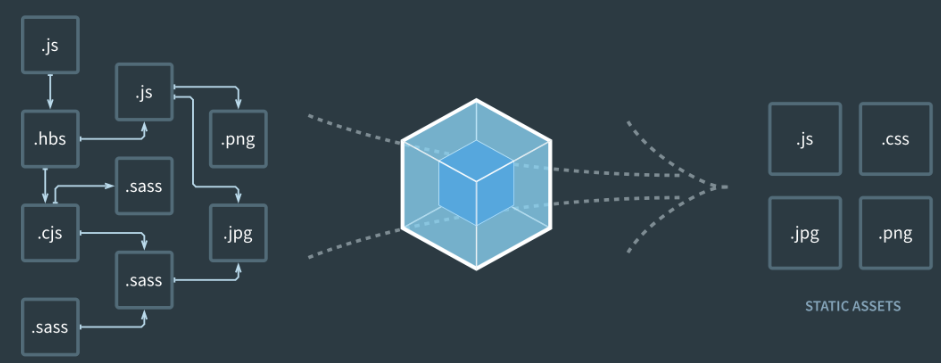 .js
.js
.hbs
.png
.sass
.cjs
.jpg
.sass
.sass
.js
.css
.jpg
.png
STATIC ASSETS